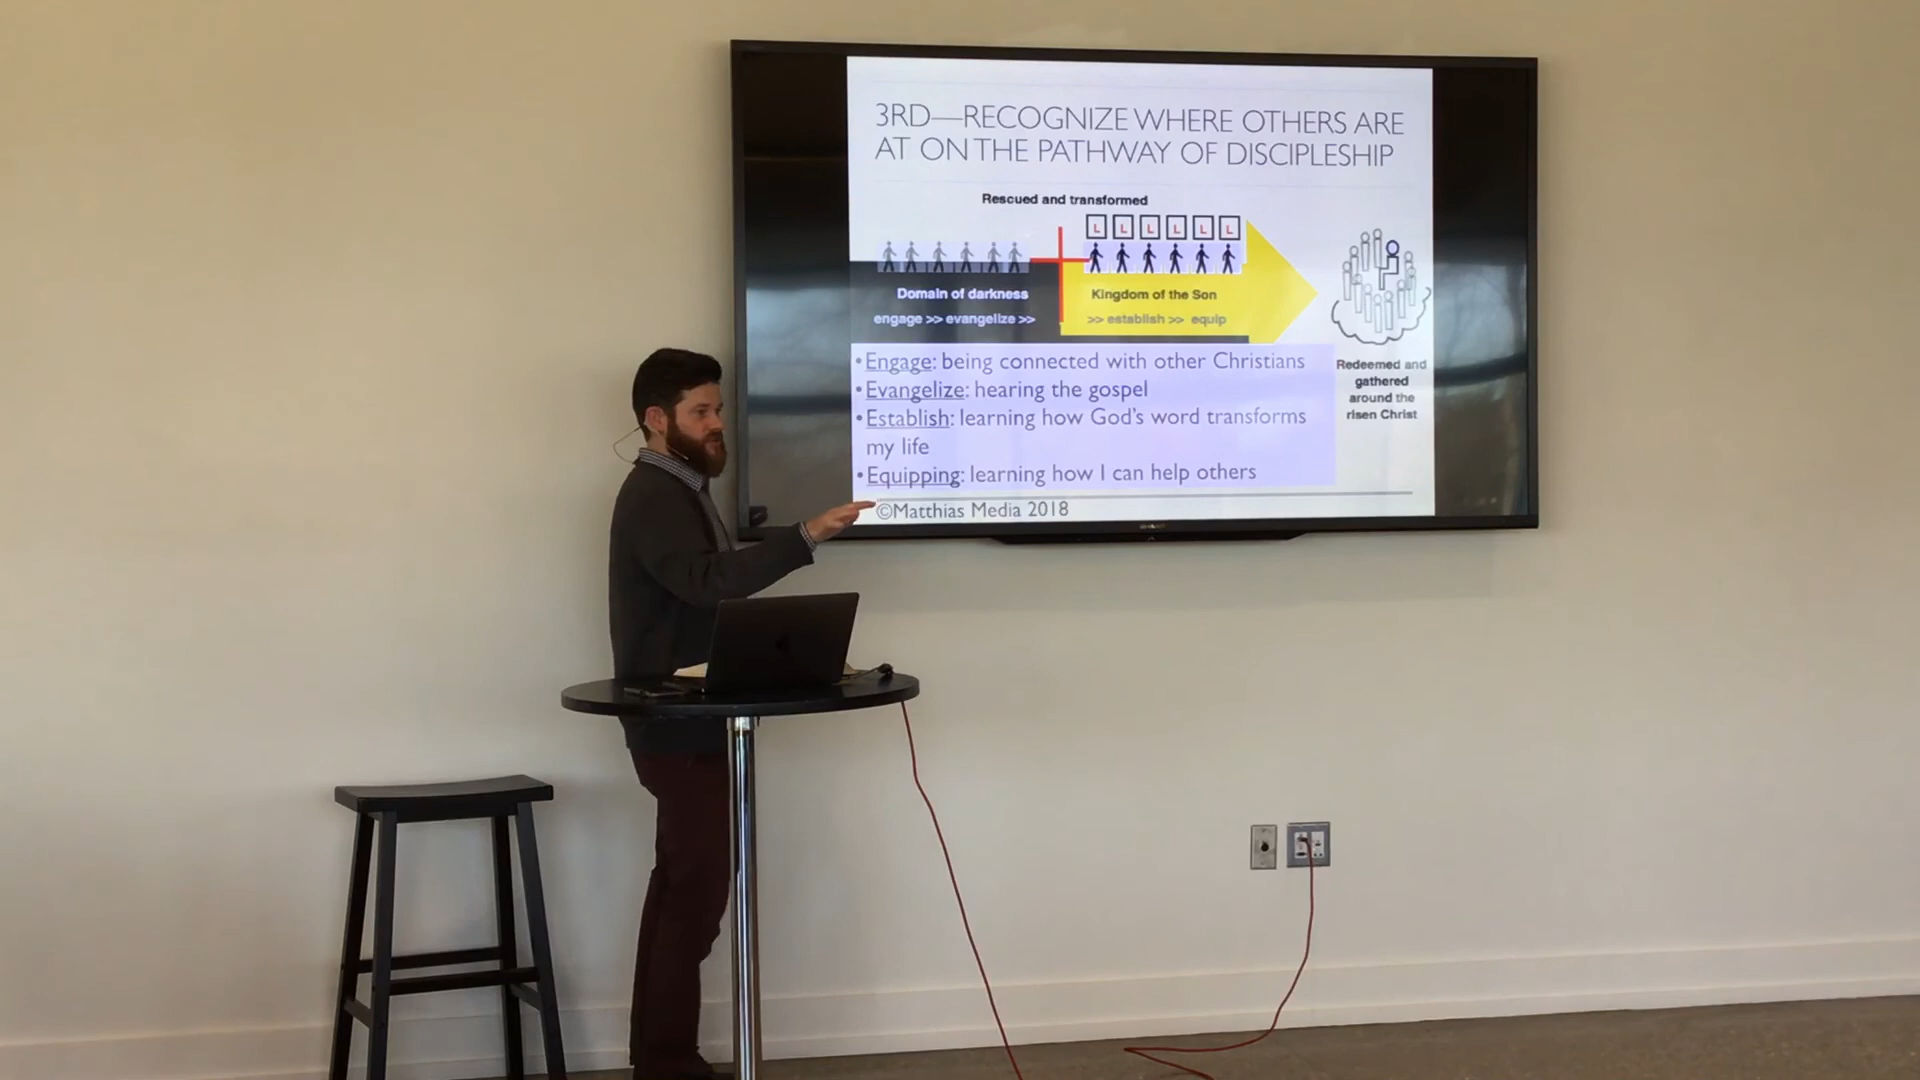 3RD—RECOGNIZE WHERE OTHERS ARE
AT ON THE PATHWAY OF DISCIPLESHIP
Rescued and transformed
L L L L L L
Domain of darkness
Kingdom of the Son
engage >> evangelize >>
>> establish >> equip
• Engage: being connected with other Christians
• Evangelize: hearing the gospel
• Establish: learning how God's word transforms
my life
• Equipping: learning how I can help others
Redeemed and
gathered
around the
risen Christ
©Matthias Media 2018